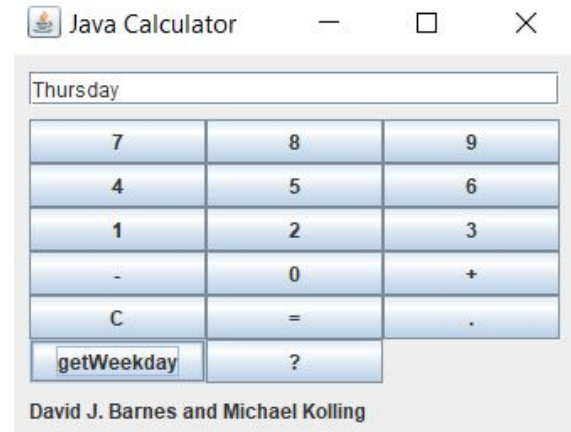 Java Calculator
Thursday
7 8 9
4 5 6
1 2 3
- 0 +
C = .
getWeekday ?
David J. Barnes and Michael Kolling